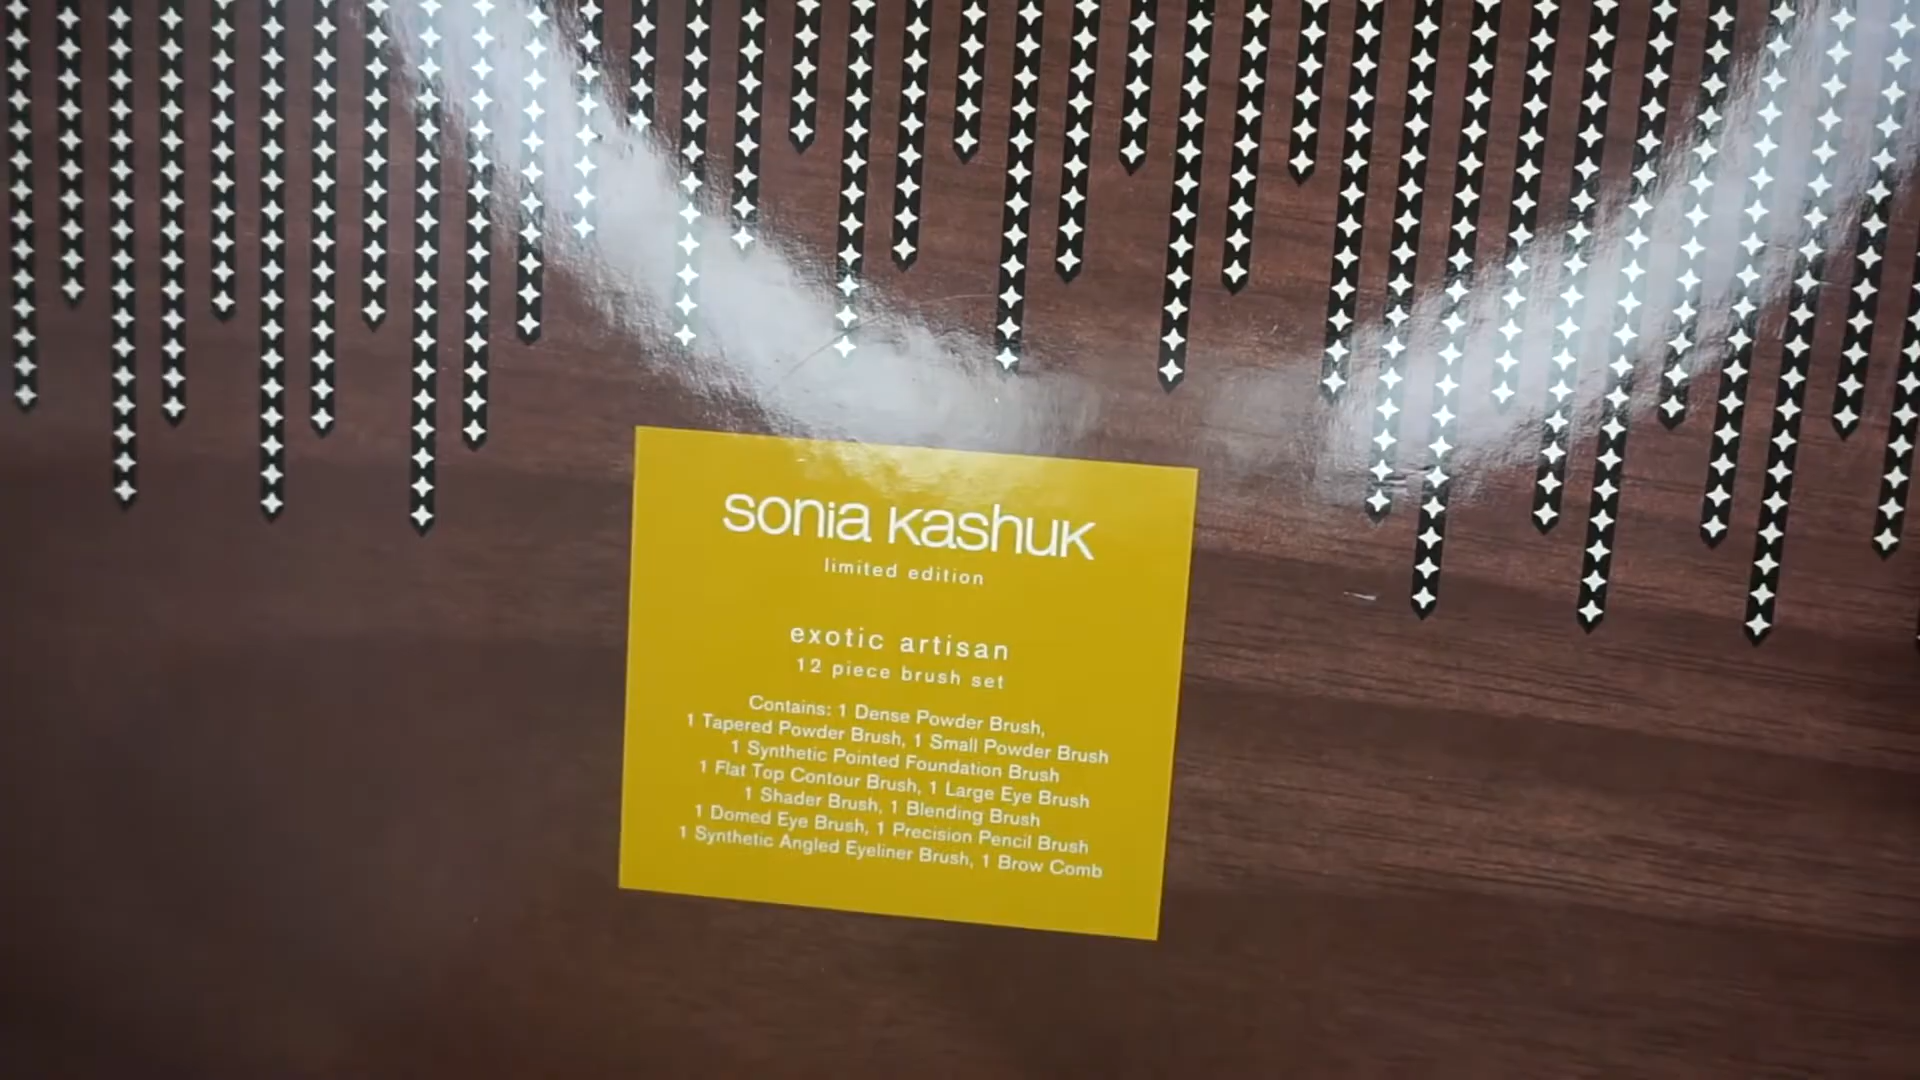 sonia kashuk
limited edition
exotic artisan
12 piece brush set
Contains: 1 Dense Powder Brush,
1 Tapered Powder Brush, 1 Small Powder Brush
1 Synthetic Pointed Foundation Brush
1 Flat Top Contour Brush, 1 Large Eye Brush
1 Shader Brush, 1 Blending Brush
1 Domed Eye Brush, 1 Precision Pencil Brush
1 Synthetic Angled Eyeliner Brush, 1 Brow Comb